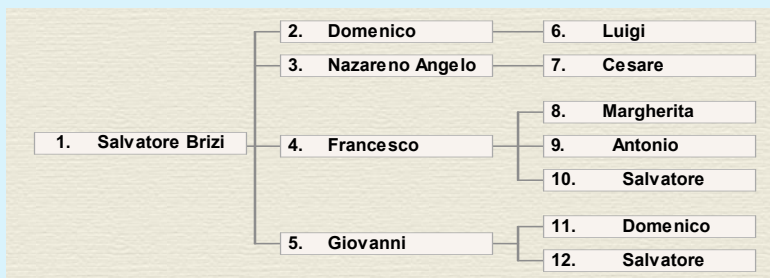 2. Domenico
6. Luigi
3. Nazareno Angelo
7. Cesare
8. Margherita
1. Salvatore Brizi
4. Francesco
9. Antonio
10. Salvatore
11. Domenico
5. Giovanni
12. Salvatore